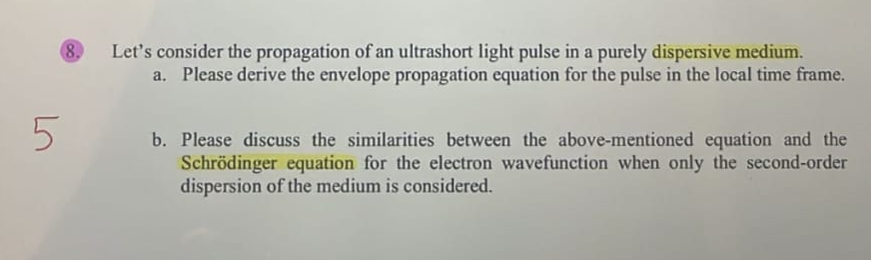 8. Let's consider the propagation of an ultrashort light pulse in a purely dispersive medium.
a. Please derive the envelope propagation equation for the pulse in the local time frame.
5
b. Please discuss the similarities between the above-mentioned equation and the
Schrödinger equation for the electron wavefunction when only the second-order
dispersion of the medium is considered.